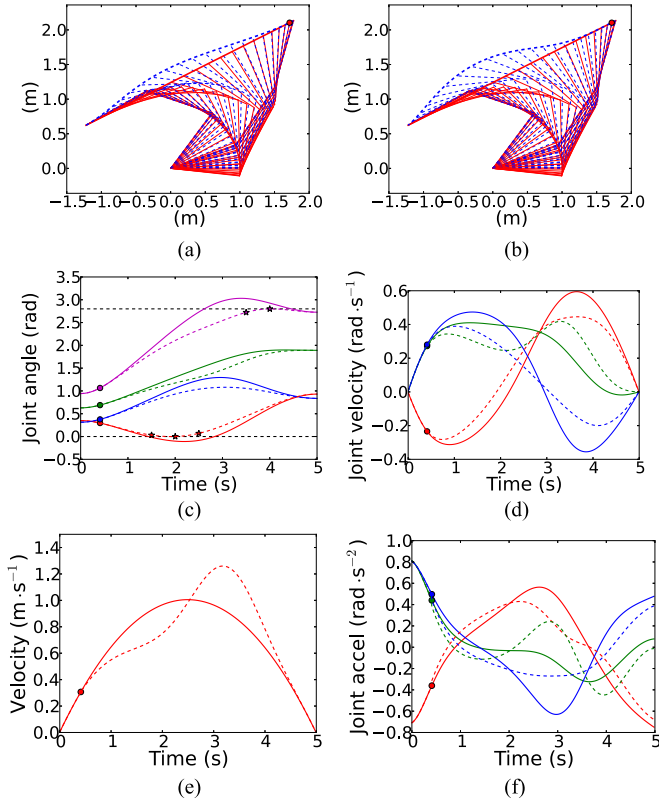 2.0
1.5
1.0
0.5
0.0
(m)
−1.5−1.0−0.5 0.0 0.5 1.0 1.5 2.0
(m)
(a)
2.0
1.5
1.0
0.5
0.0
(m)
−1.5−1.0−0.5 0.0 0.5 1.0 1.5 2.0
(m)
(b)
3.5
3.0
2.5
2.0
1.5
1.0
0.5
0.0
−0.5
Joint angle (rad)
0 1 2 3 4 5
Time (s)
(c)
0.6
0.4
0.2
0.0
−0.2
−0.4
Joint velocity (rad·s⁻¹)
0 1 2 3 4 5
Time (s)
(d)
1.4
1.2
1.0
0.8
0.6
0.4
0.2
0.0
Velocity (m·s⁻¹)
0 1 2 3 4 5
Time (s)
(e)
1.0
0.8
0.6
0.4
0.2
0.0
−0.2
−0.4
−0.6
−0.8
Joint accel (rad·s⁻²)
0 1 2 3 4 5
Time (s)
(f)